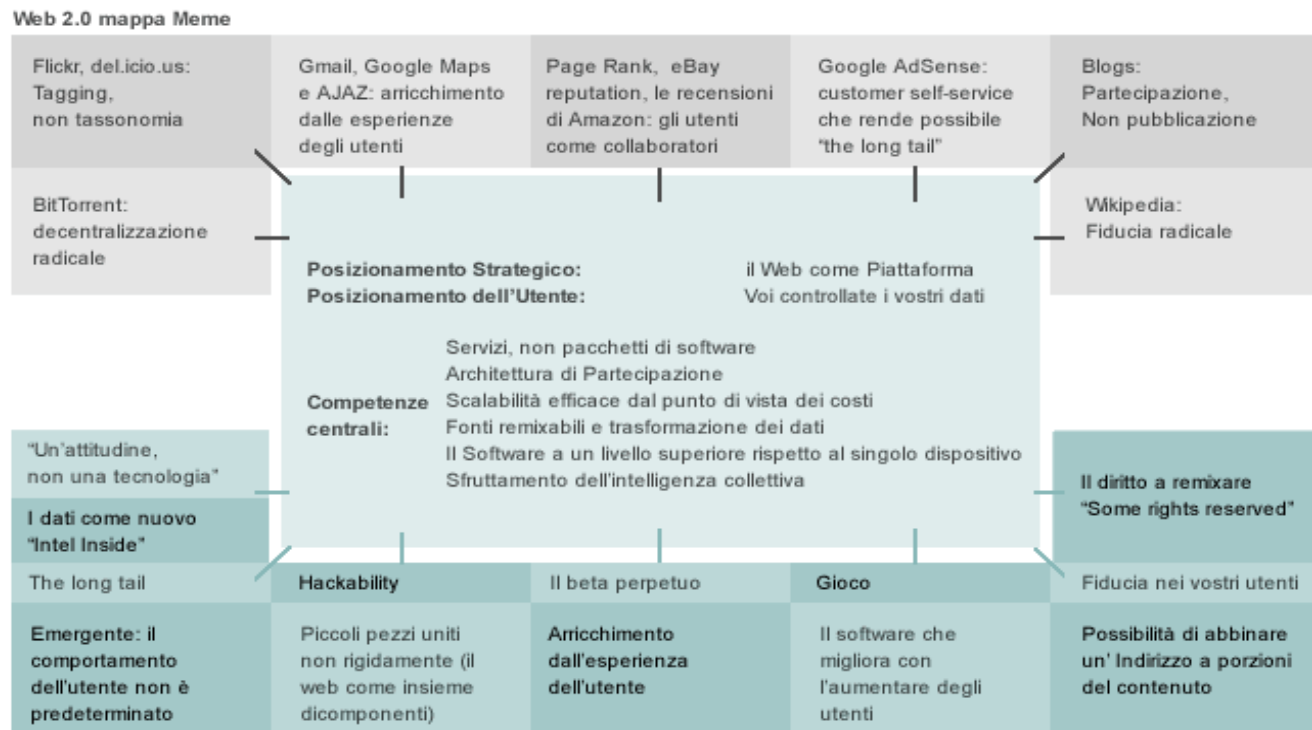 Web 2.0 mappa Meme
Flickr, del.icio.us:
Tagging,
non tassonomia
Gmail, Google Maps
e AJAZ: arricchimento
dalle esperienze
degli utenti
Page Rank, eBay
reputation, le recensioni
di Amazon: gli utenti
come collaboratori
Google AdSense:
customer self-service
che rende possibile
“the long tail”
Blogs:
Partecipazione,
Non pubblicazione
BitTorrent:
decentralizzazione
radicale
Wikipedia:
Fiducia radicale
Posizionamento Strategico: il Web come Piattaforma
Posizionamento dell'Utente: Voi controllate i vostri dati
Competenze
centrali:
Servizi, non pacchetti di software
Architettura di Partecipazione
Scalabilità efficace dal punto di vista dei costi
Fonti remixabili e trasformazione dei dati
Il Software a un livello superiore rispetto al singolo dispositivo
Sfruttamento dell'intelligenza collettiva
“Un'attitudine,
non una tecnologia”
I dati come nuovo
“Intel Inside”
Il diritto a remixare
“Some rights reserved”
The long tail
Hackability
Il beta perpetuo
Gioco
Fiducia nei vostri utenti
Emergente: il
comportamento
dell'utente non è
predeterminato
Piccoli pezzi uniti
non rigidamente (il
web come insieme
dicomponenti)
Arricchimento
dall'esperienza
dell'utente
Il software che
migliora con
l'aumentare degli
utenti
Possibilità di abbinare
un' Indirizzo a porzioni
del contenuto